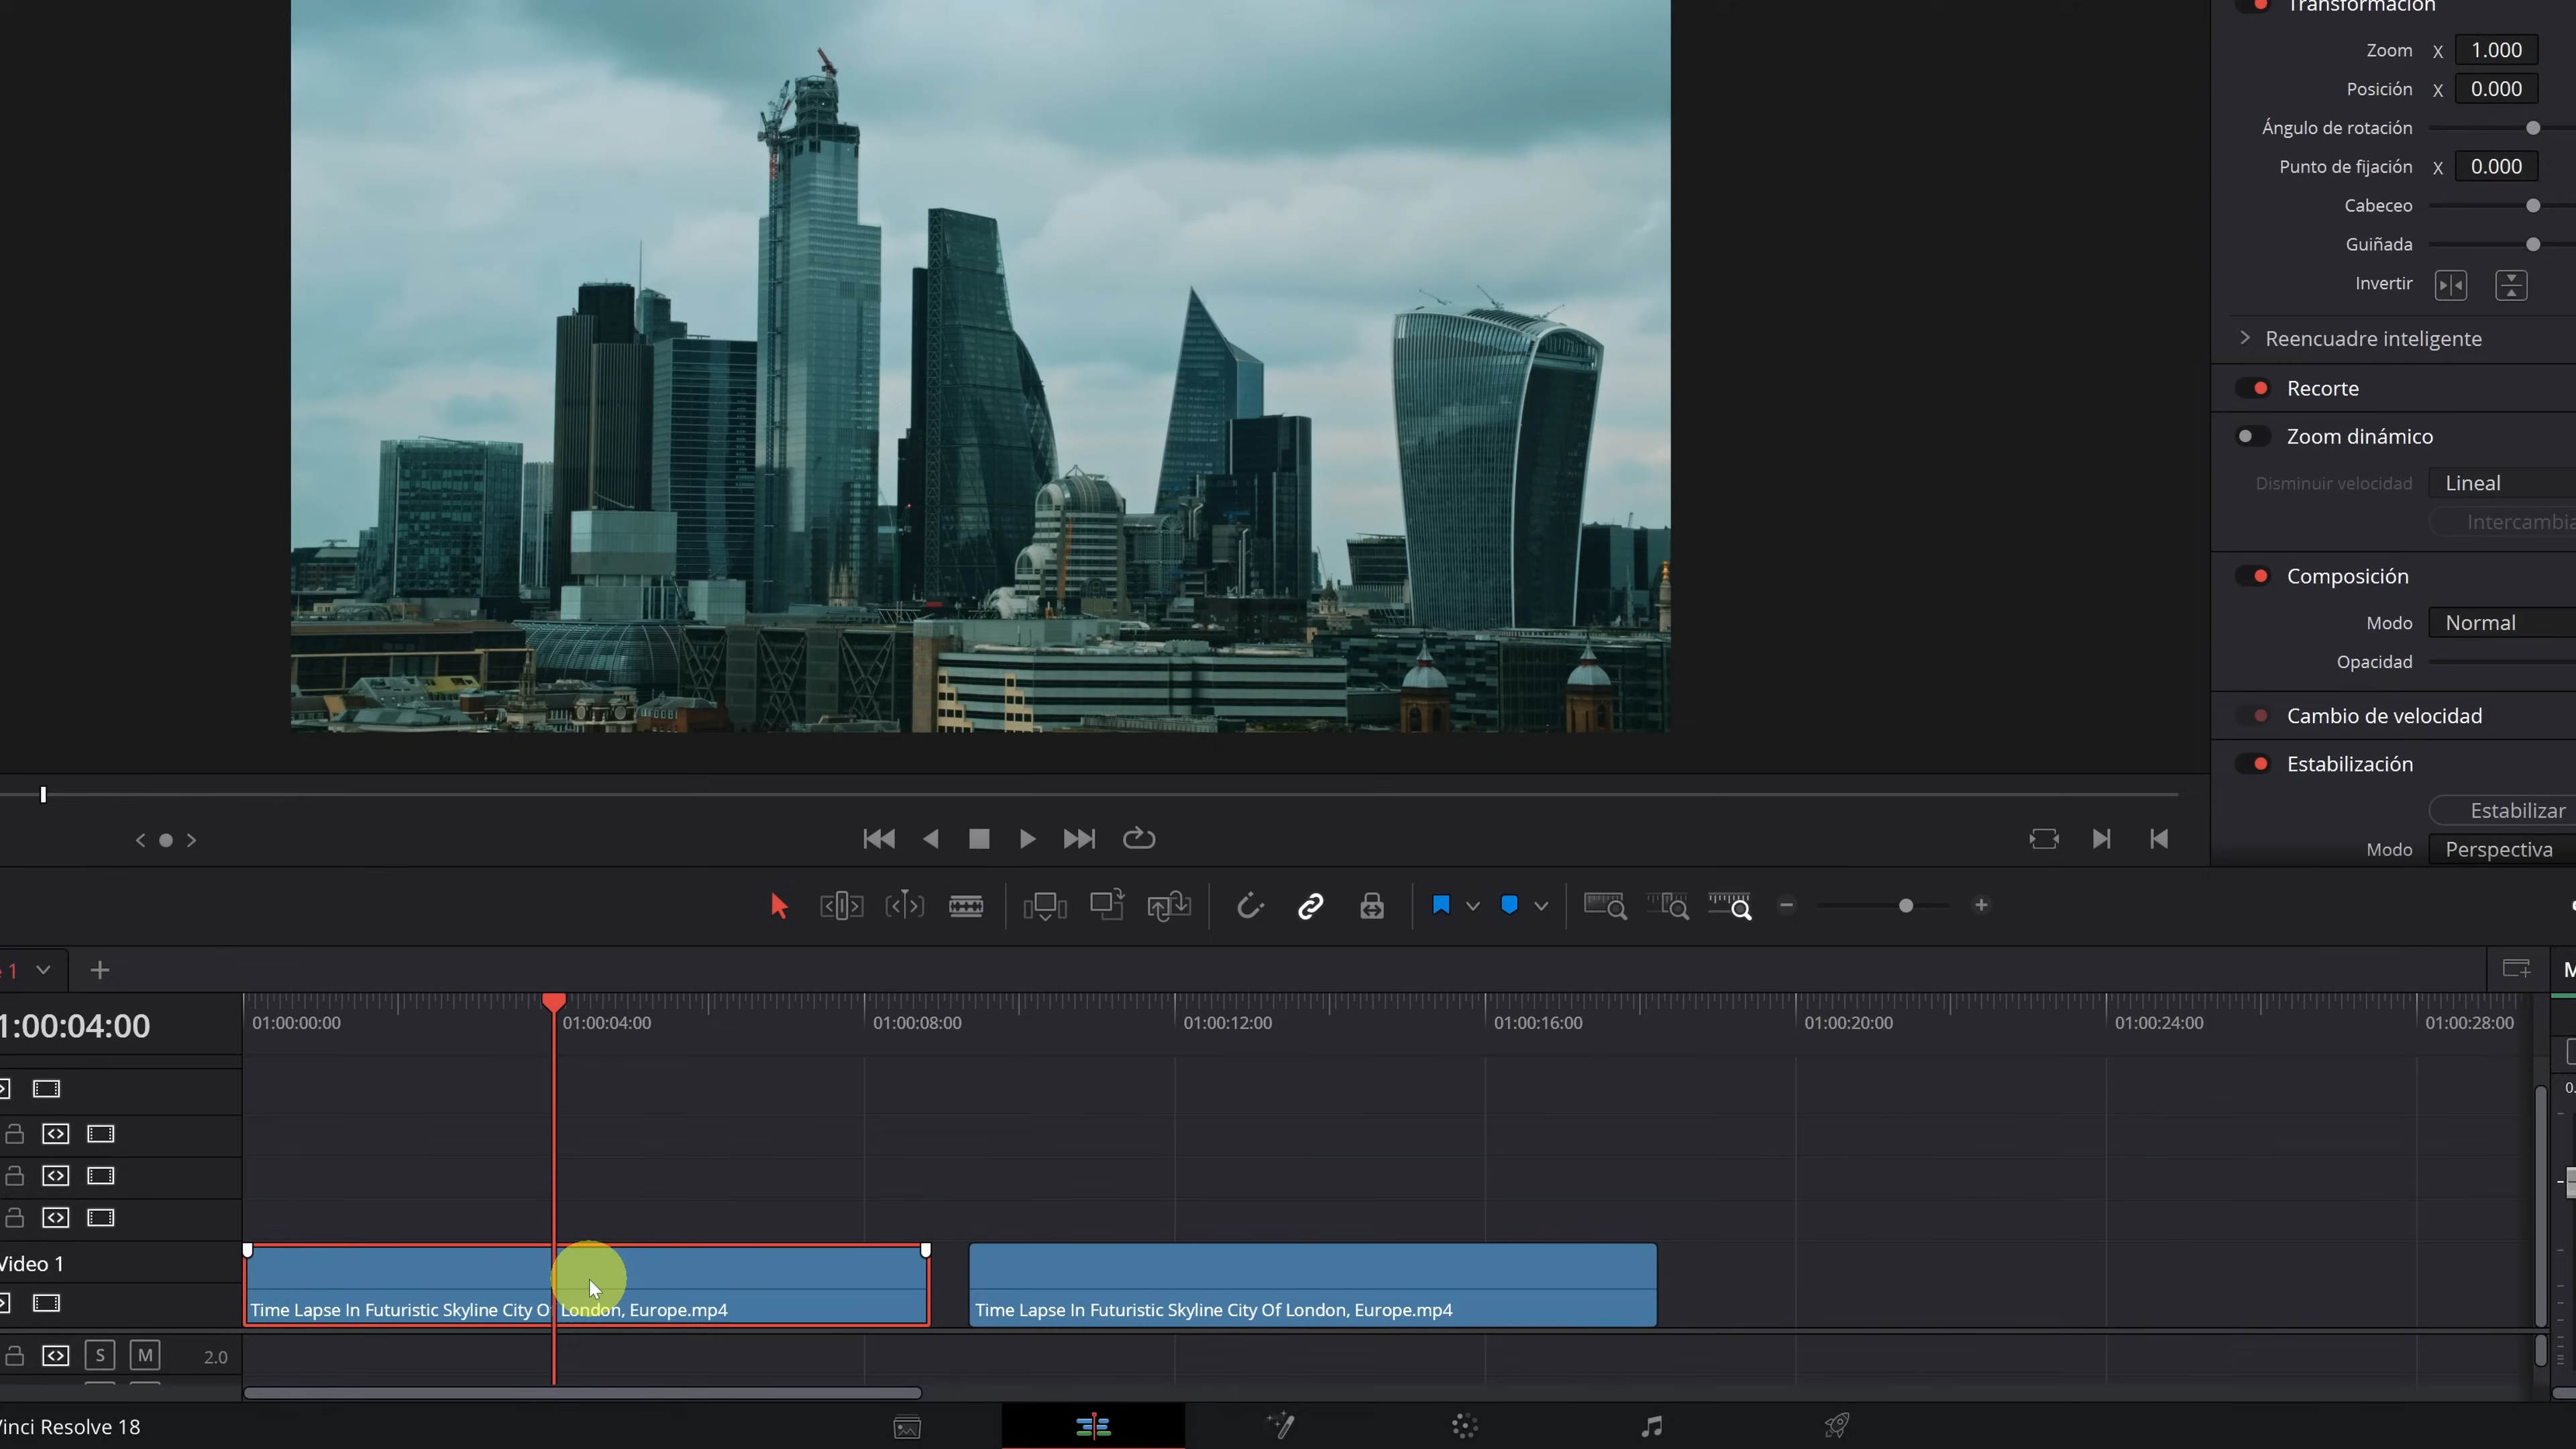 Transformación
Zoom X 1.000
Posición X 0.000
Ángulo de rotación
Punto de fijación X 0.000
Cabeceo
Guiñada
Invertir
Reencuadre inteligente
Recorte
Zoom dinámico
Disminuir velocidad Lineal
Intercambia
Composición
Modo Normal
Opacidad
Cambio de velocidad
Estabilización
Estabilizar
Modo Perspectiva
1
M
1:00:04:00
01:00:00:00 01:00:04:00 01:00:08:00 01:00:12:00 01:00:16:00 01:00:20:00 01:00:24:00 01:00:28:00
0.
Video 1
Time Lapse In Futuristic Skyline City O London, Europe.mp4
Time Lapse In Futuristic Skyline City Of London, Europe.mp4
S M 2.0
inci Resolve 18